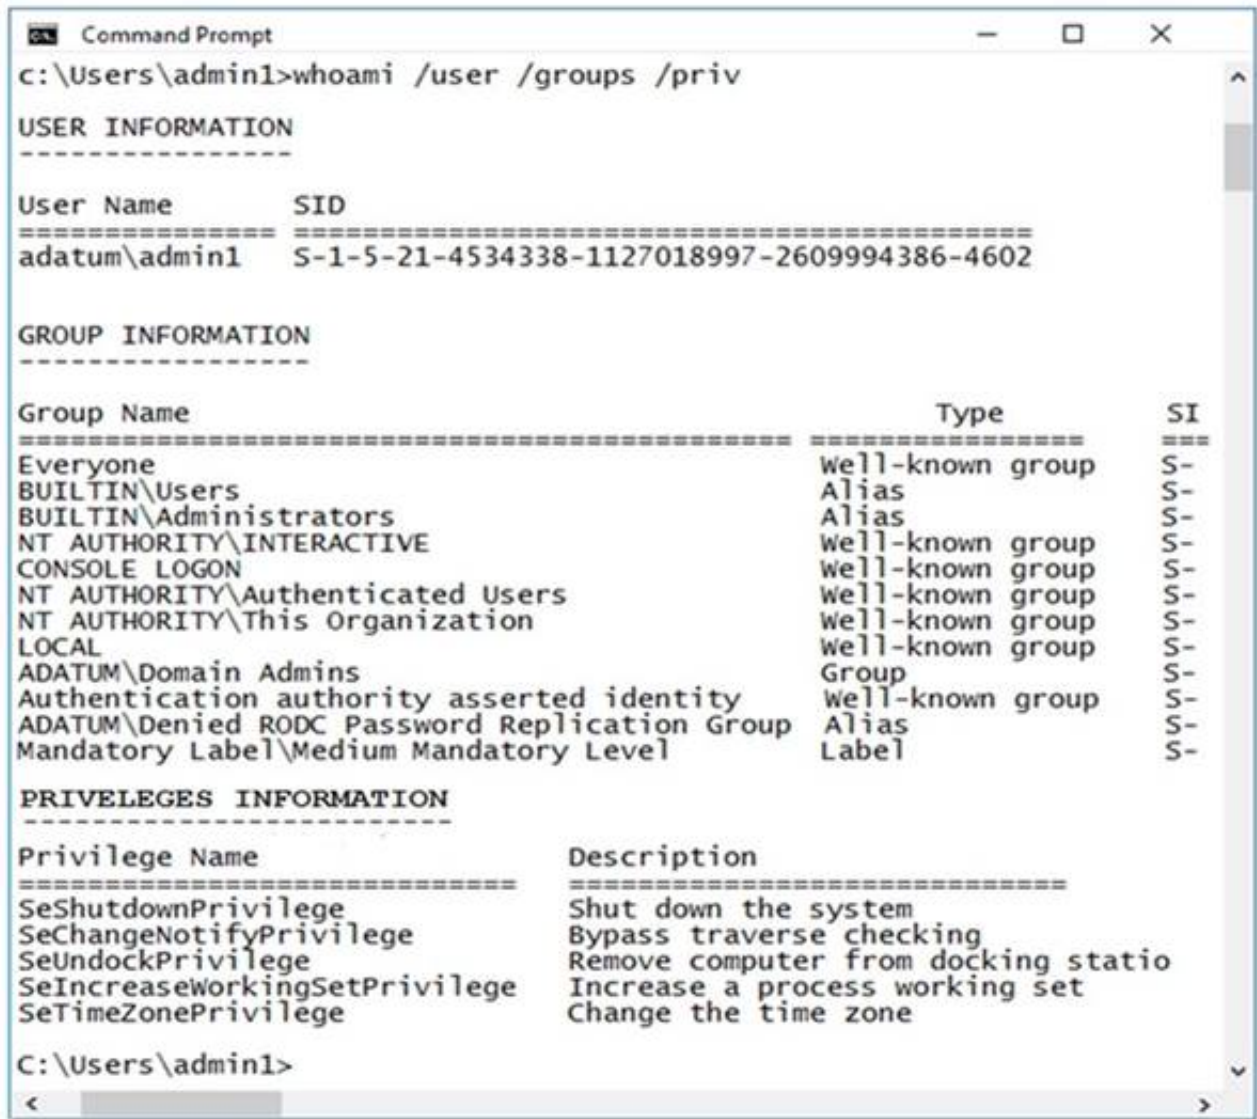 Command Prompt
c:\Users\admin1>whoami /user /groups /priv
USER INFORMATION
----------------
User Name SID
=============== ===========================================
adatum\admin1 S-1-5-21-4534338-1127018997-2609994386-4602
GROUP INFORMATION
-----------------
Group Name Type SI
============================================= ================ ===
Everyone Well-known group S-
BUILTIN\Users Alias S-
BUILTIN\Administrators Alias S-
NT AUTHORITY\INTERACTIVE Well-known group S-
CONSOLE LOGON Well-known group S-
NT AUTHORITY\Authenticated Users Well-known group S-
NT AUTHORITY\This Organization Well-known group S-
LOCAL Well-known group S-
ADATUM\Domain Admins Group S-
Authentication authority asserted identity Well-known group S-
ADATUM\Denied RODC Password Replication Group Alias S-
Mandatory Label\Medium Mandatory Level Label S-
PRIVELEGES INFORMATION
-------------------------
Privilege Name Description
============================= =============================
SeShutdownPrivilege Shut down the system
SeChangeNotifyPrivilege Bypass traverse checking
SeUndockPrivilege Remove computer from docking statio
SeIncreaseWorkingSetPrivilege Increase a process working set
SeTimeZonePrivilege Change the time zone
C:\Users\admin1>